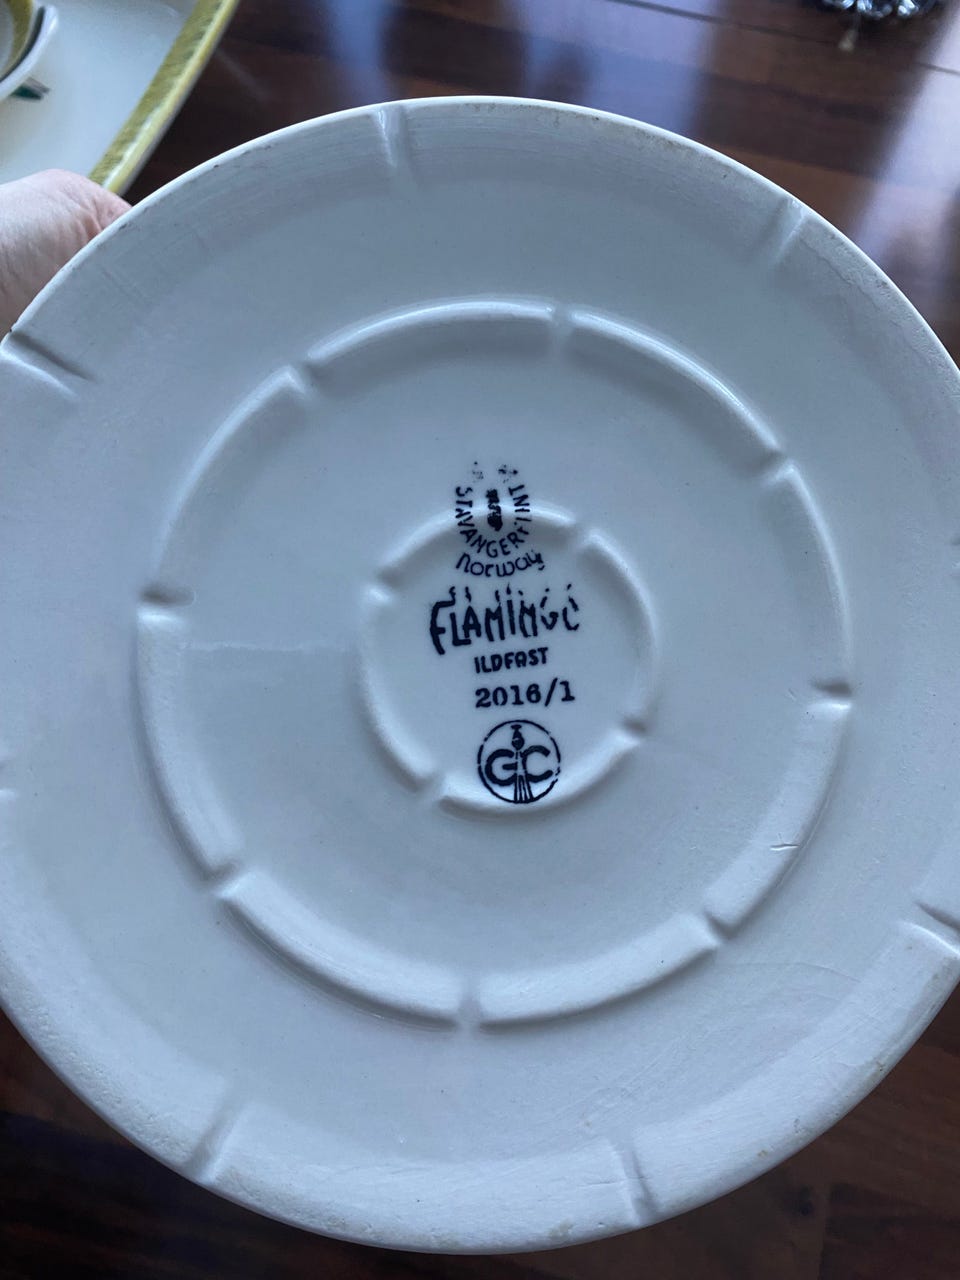 STAVANGERFLINT
Norway
FLAMINGO
ILDFAST
2016/1
GC